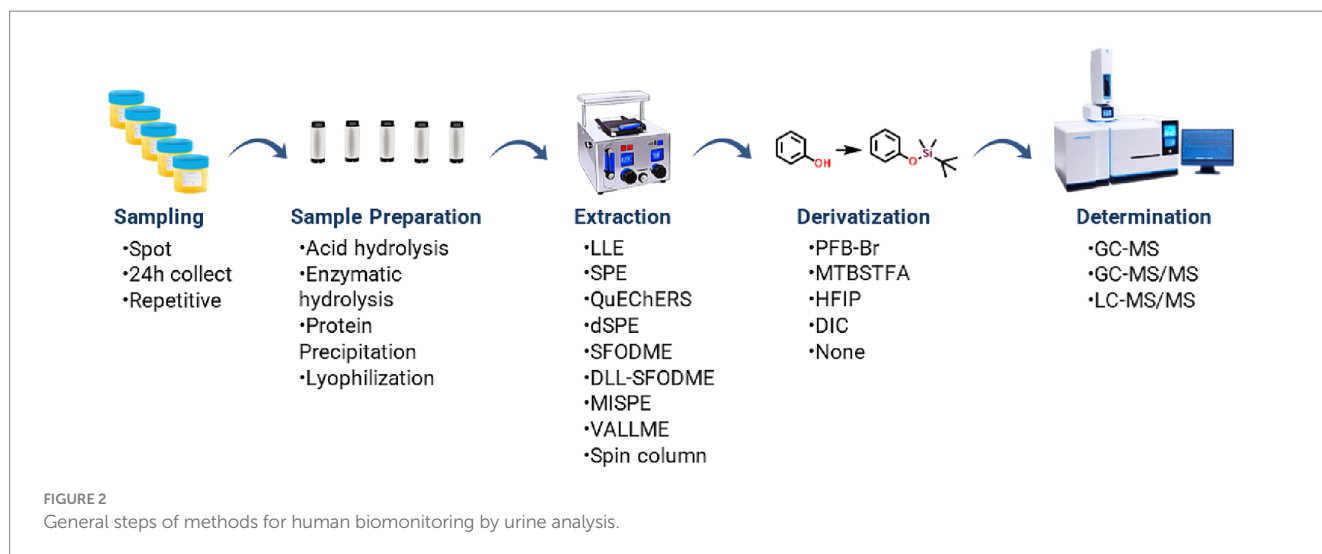 Sampling
•Spot
•24h collect
•Repetitive
Sample Preparation
•Acid hydrolysis
•Enzymatic
hydrolysis
•Protein
Precipitation
•Lyophilization
Extraction
•LLE
•SPE
•QuEChERS
•dSPE
•SFODME
•DLL-SFODME
•MISPE
•VALLME
•Spin column
OH
O
Si
Derivatization
•PFB-Br
•MTBSTFA
•HFIP
•DIC
•None
Determination
•GC-MS
•GC-MS/MS
•LC-MS/MS
FIGURE 2
General steps of methods for human biomonitoring by urine analysis.